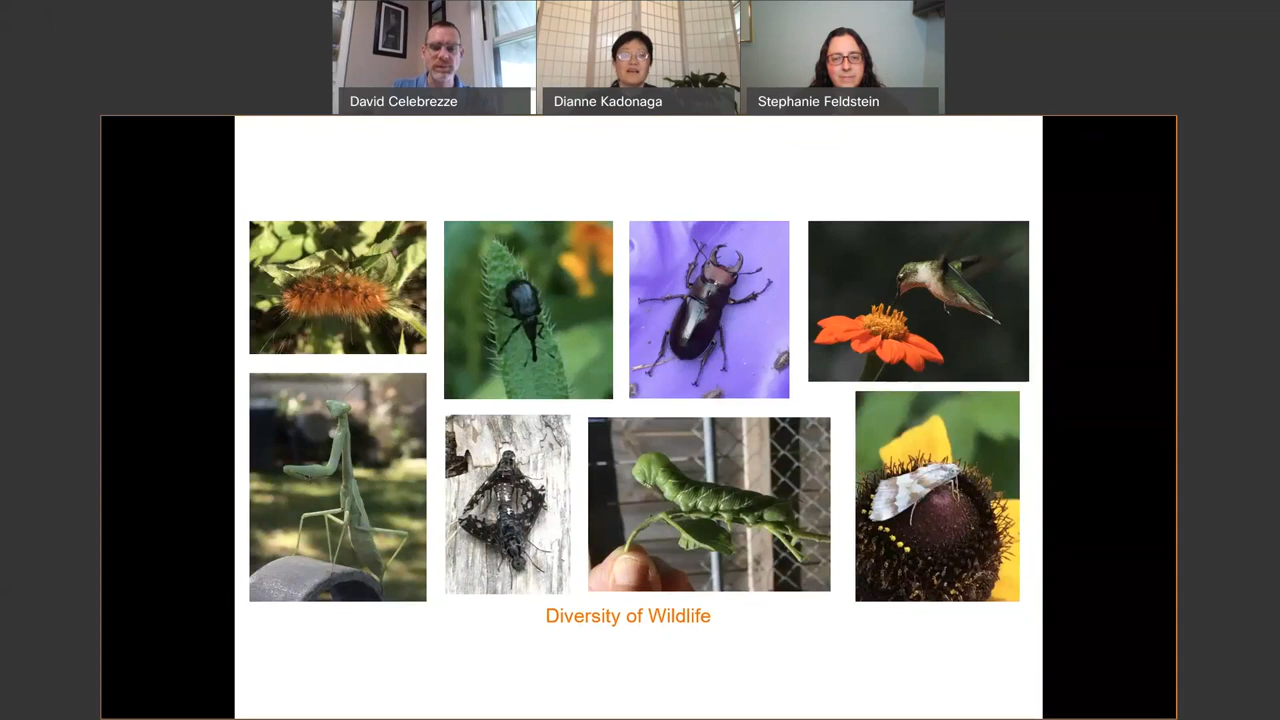 David Celebrezze
Dianne Kadonaga
Stephanie Feldstein
Diversity of Wildlife